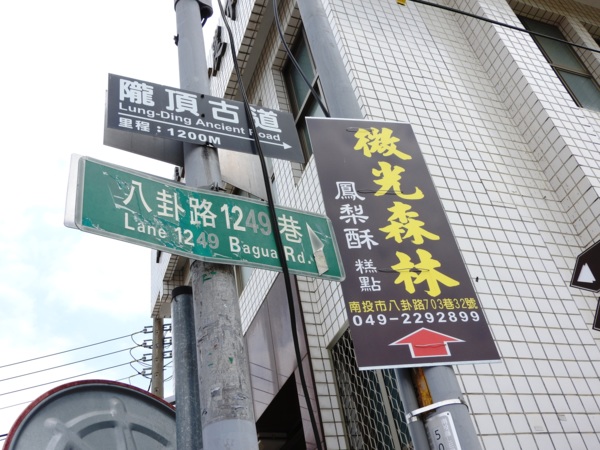 隴頂古道
Lung-Ding Ancient Road
里程：1200M
八卦路1249巷
Lane 1249 Bagua Rd.
微光森林
鳳梨酥 糕點
南投市八卦路703巷32號
049-2292899